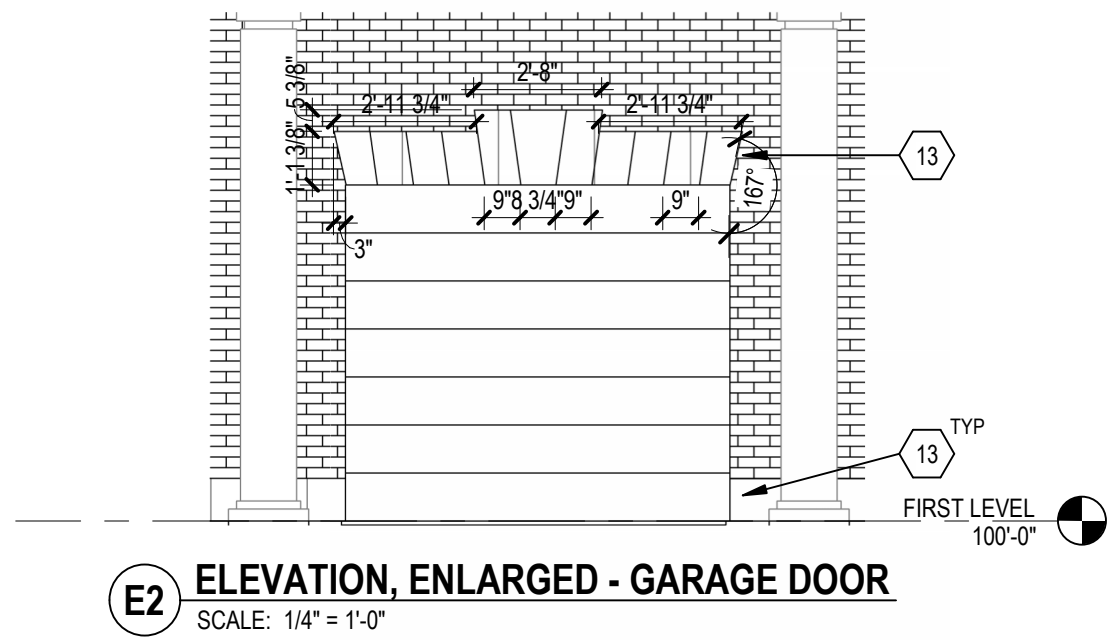 2'-8"
5 3/8"
2'-11 3/4"
2'-11 3/4"
1'-1 3/8"
13
167°
9"8 3/4"9"
9"
3"
TYP
13
FIRST LEVEL
100'-0"
E2
ELEVATION, ENLARGED - GARAGE DOOR
SCALE: 1/4" = 1'-0"